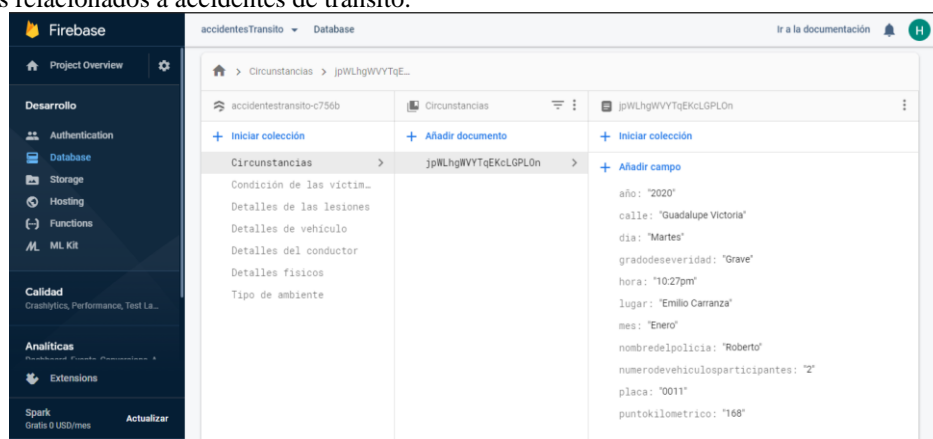 s relacionados a accidentes de tránsito.
Firebase
accidentesTransito
Database
Ir a la documentación
H
Project Overview
Circunstancias > jpWLhgWVYTqE...
Desarrollo
Authentication
Database
Storage
Hosting
Functions
ML Kit
Calidad
Crashlytics, Performance, Test La...
Analíticas
Extensions
Spark
Gratis 0 USD/mes
Actualizar
accidentestransito-c756b
+ Iniciar colección
Circunstancias >
Condición de las víctim…
Detalles de las lesiones
Detalles de vehículo
Detalles del conductor
Detalles fisicos
Tipo de ambiente
Circunstancias
+ Añadir documento
jpWLhgWVYTqEKcLGPLOn >
jpWLhgWVYTqEKcLGPLOn
+ Iniciar colección
+ Añadir campo
año: "2020"
calle: "Guadalupe Victoria"
dia: "Martes"
gradodeseveridad: "Grave"
hora: "10:27pm"
lugar: "Emilio Carranza"
mes: "Enero"
nombredelpolicia: "Roberto"
numerodevehiculosparticipantes: "2"
placa: "0011"
puntokilometrico: "168"